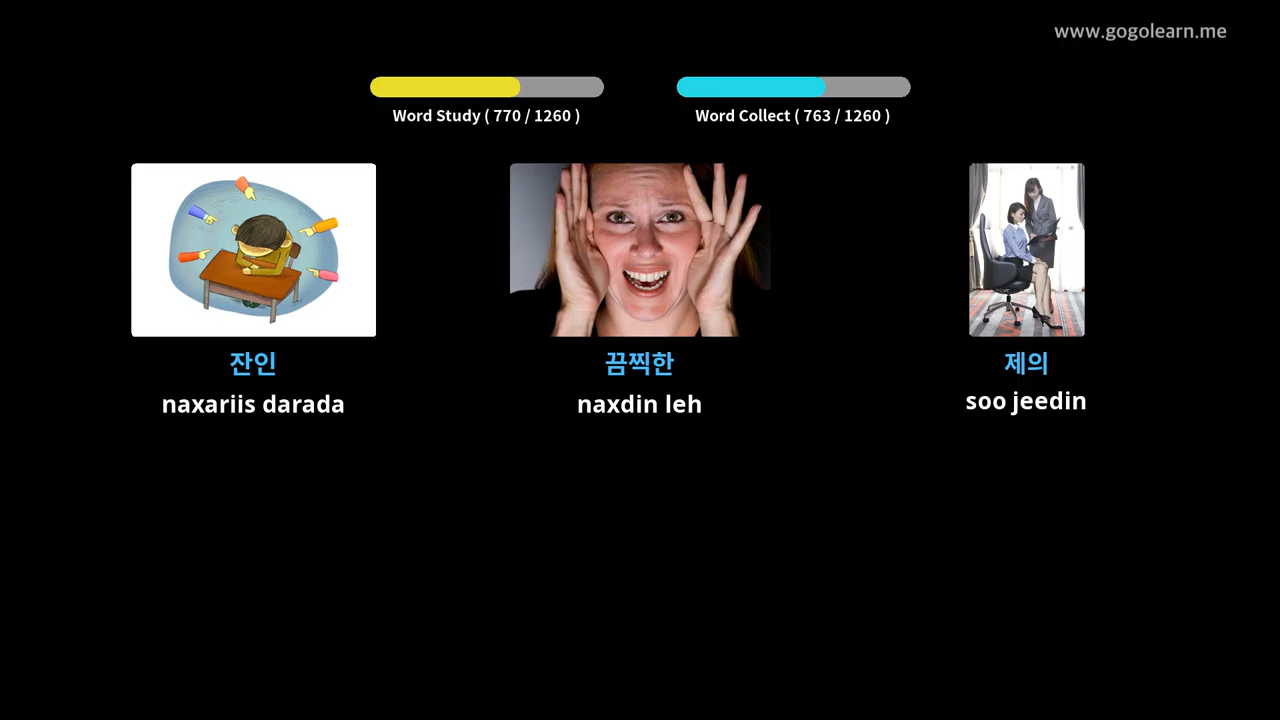 www.gogolearn.me
Word Study ( 770 / 1260 )
Word Collect ( 763 / 1260 )
잔인
naxariis darada
끔찍한
naxdin leh
제의
soo jeedin